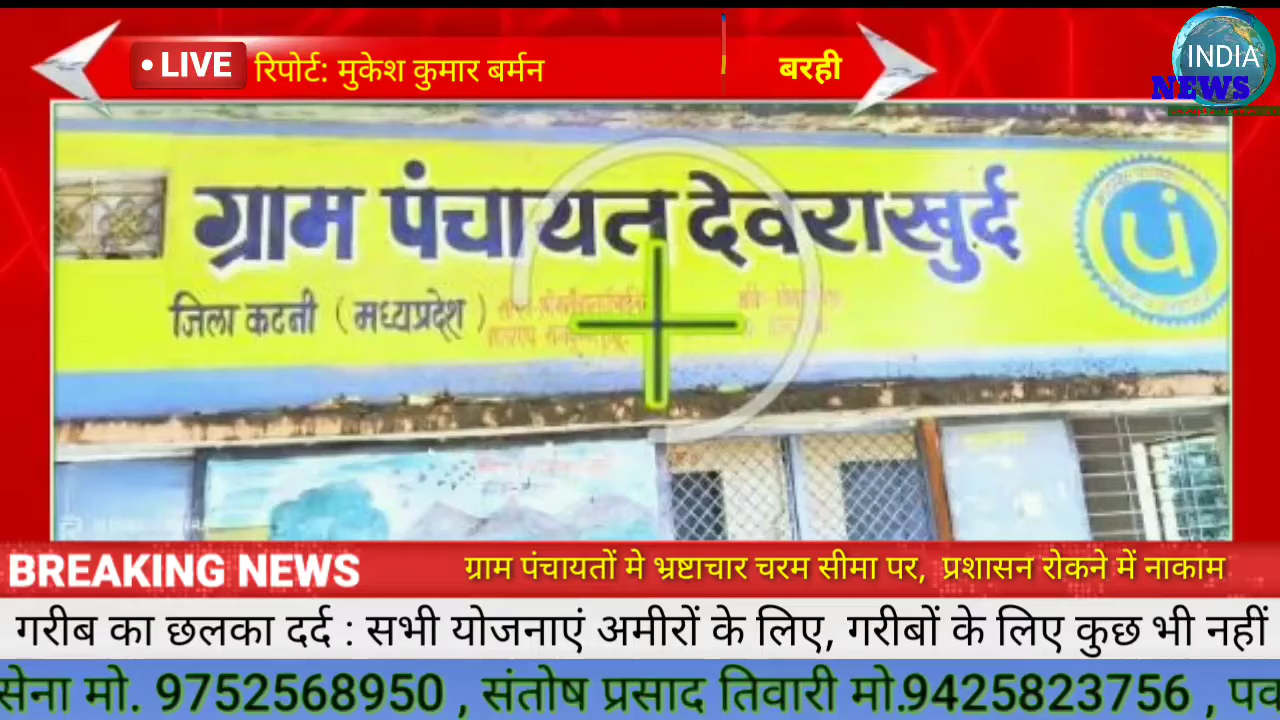 • LIVE रिपोर्ट: मुकेश कुमार बर्मन बरही
INDIA
NEWS
ग्राम पंचायत देवराखुर्द
जिला कटनी (मध्यप्रदेश)
पं
BREAKING NEWS ग्राम पंचायतों मे भ्रष्टाचार चरम सीमा पर, प्रशासन रोकने में नाकाम
गरीब का छलका दर्द : सभी योजनाएं अमीरों के लिए, गरीबों के लिए कुछ भी नहीं
सेना मो. 9752568950 , संतोष प्रसाद तिवारी मो.9425823756 , पव